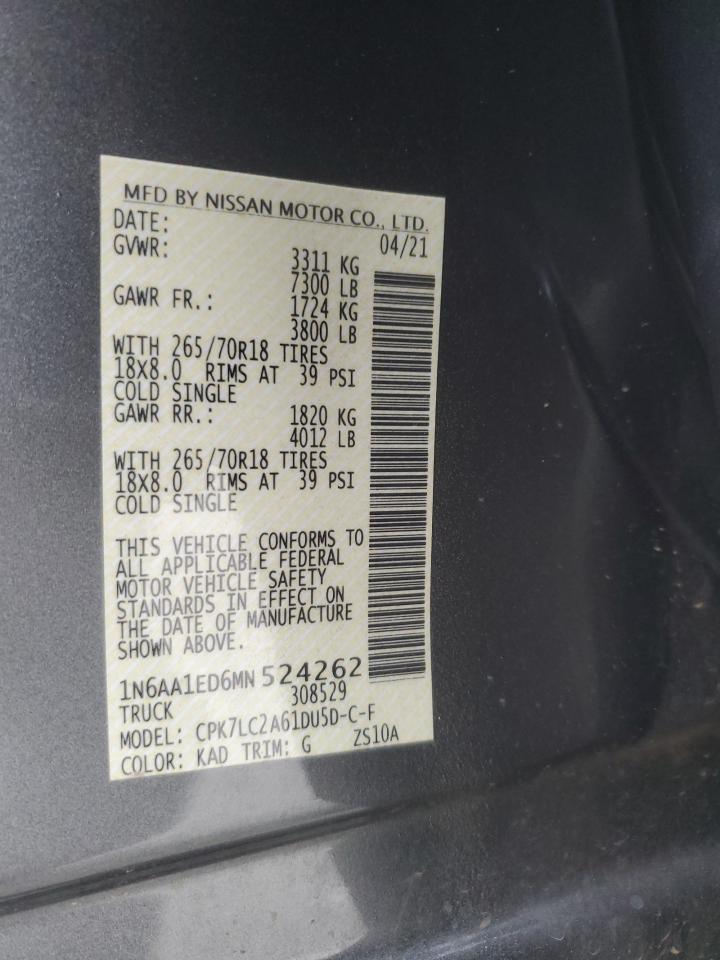 MFD BY NISSAN MOTOR CO., LTD.
DATE: 04/21
GVWR: 3311 KG
7300 LB
GAWR FR.: 1724 KG
3800 LB
WITH 265/70R18 TIRES
18X8.0 RIMS AT 39 PSI
COLD SINGLE
GAWR RR.: 1820 KG
4012 LB
WITH 265/70R18 TIRES
18X8.0 RIMS AT 39 PSI
COLD SINGLE
THIS VEHICLE CONFORMS TO
ALL APPLICABLE FEDERAL
MOTOR VEHICLE SAFETY
STANDARDS IN EFFECT ON
THE DATE OF MANUFACTURE
SHOWN ABOVE.
1N6AA1ED6MN 524262
TRUCK 308529
MODEL: CPK7LC2A61DU5D-C-F
COLOR: KAD TRIM: G ZS10A